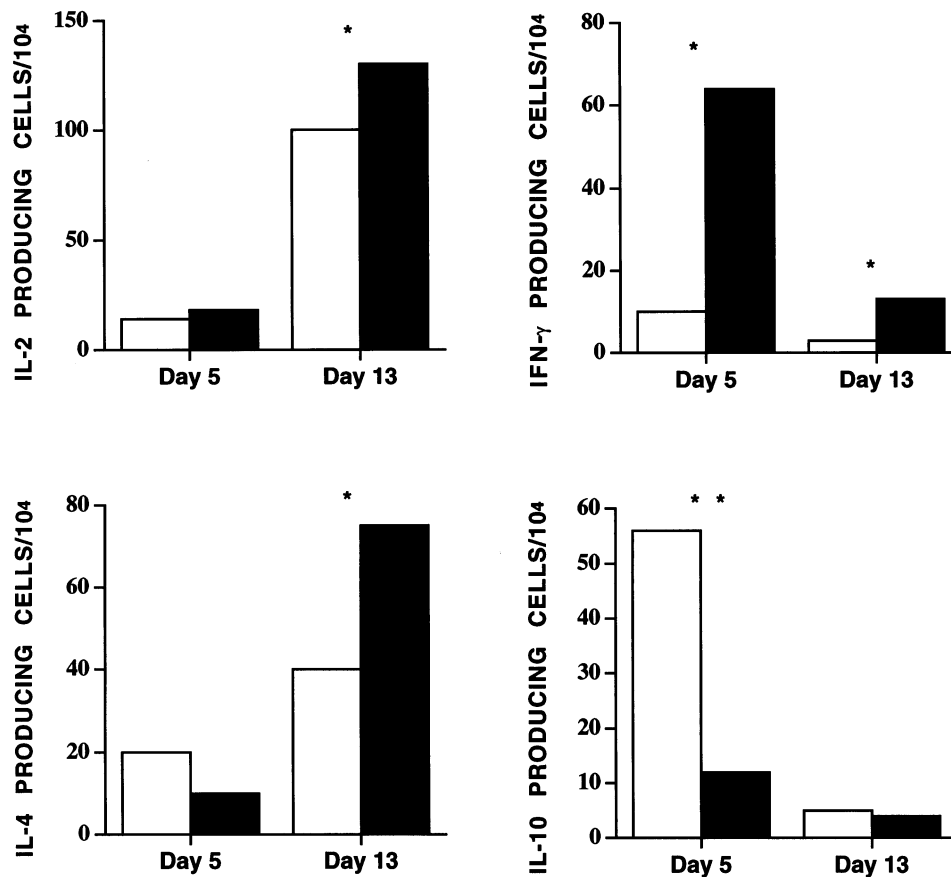 IL-2 PRODUCING CELLS/10⁴
150
100
50
0
*
Day 5
Day 13
IFN-γ PRODUCING CELLS/10⁴
80
60
40
20
0
*
*
Day 5
Day 13
IL-4 PRODUCING CELLS/10⁴
80
60
40
20
0
*
Day 5
Day 13
IL-10 PRODUCING CELLS/10⁴
60
50
40
30
20
10
0
* *
Day 5
Day 13